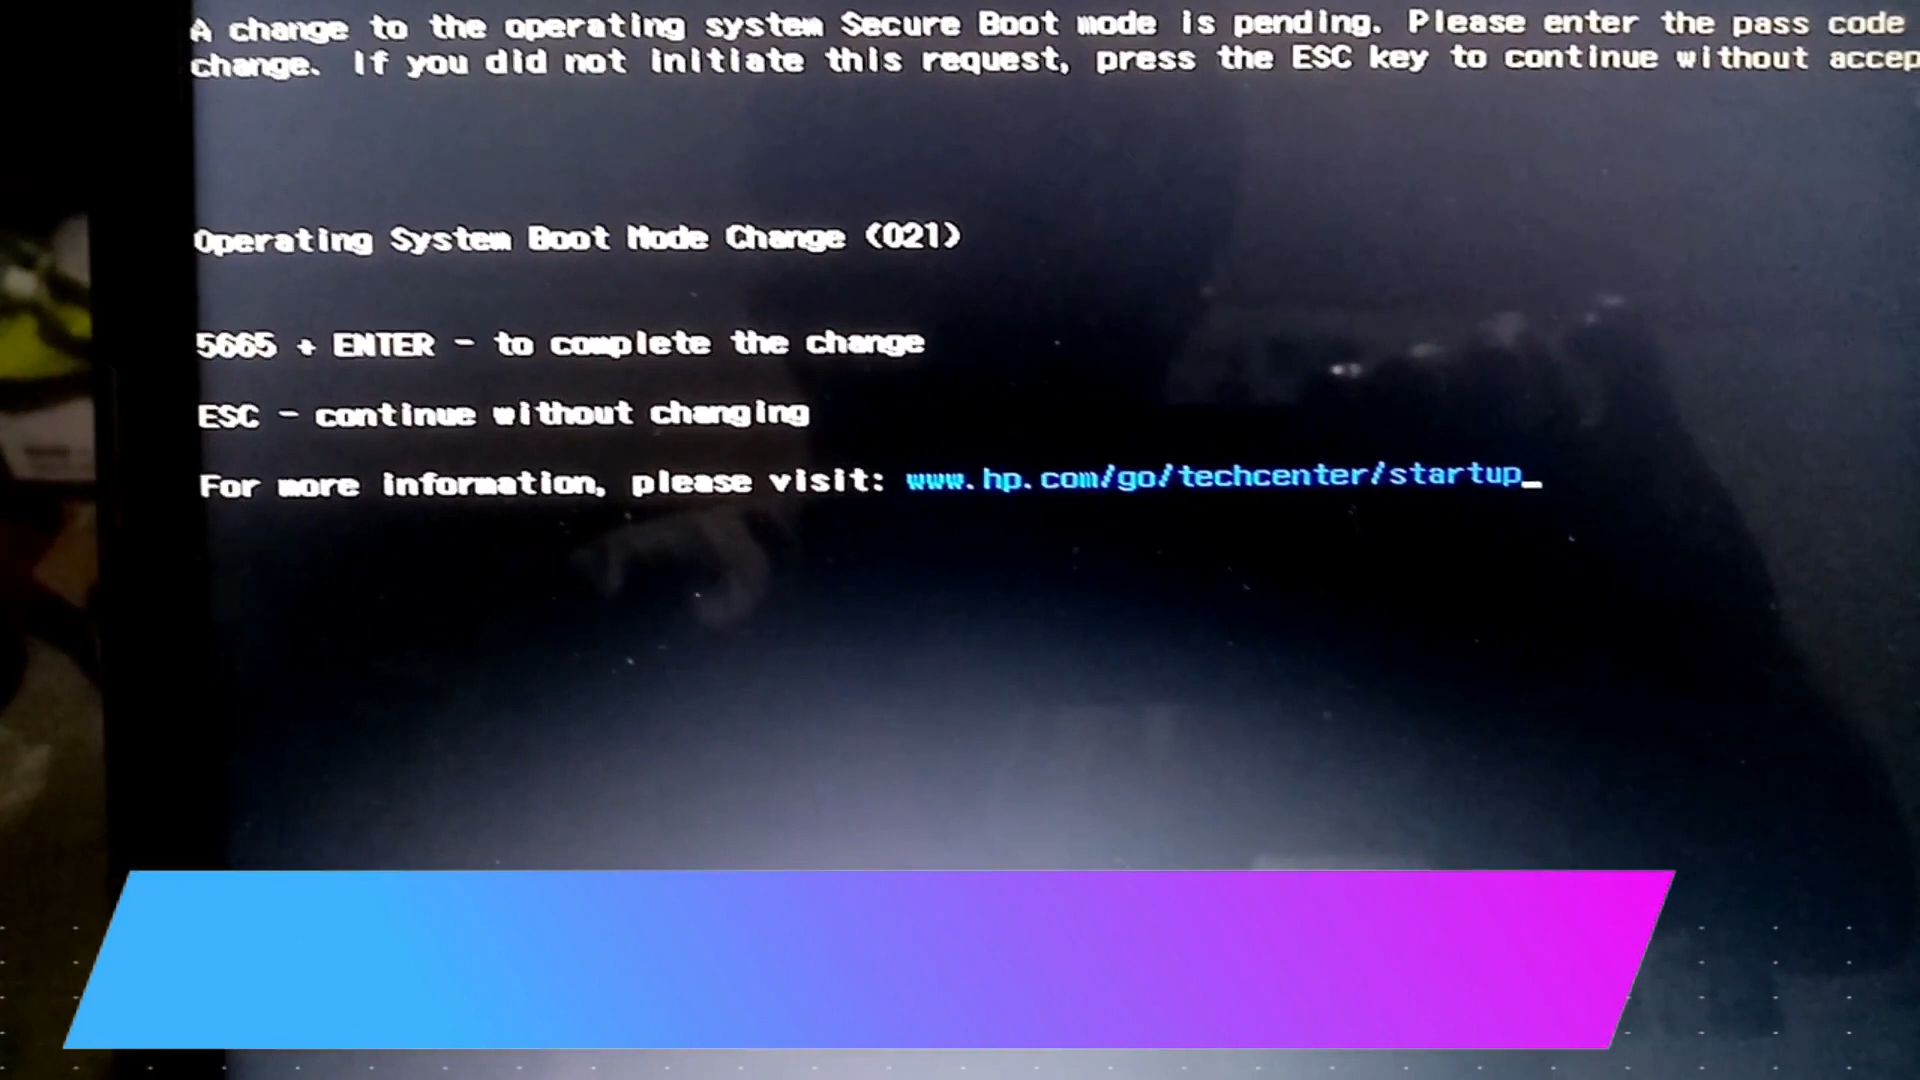 A change to the operating system Secure Boot mode is pending. Please enter the pass code
change. If you did not initiate this request, press the ESC key to continue without
Operating System Boot Mode Change (021)
5665 + ENTER - to complete the change
ESC - continue without changing
For more information, please visit: www.hp.com/go/techcenter/startup_